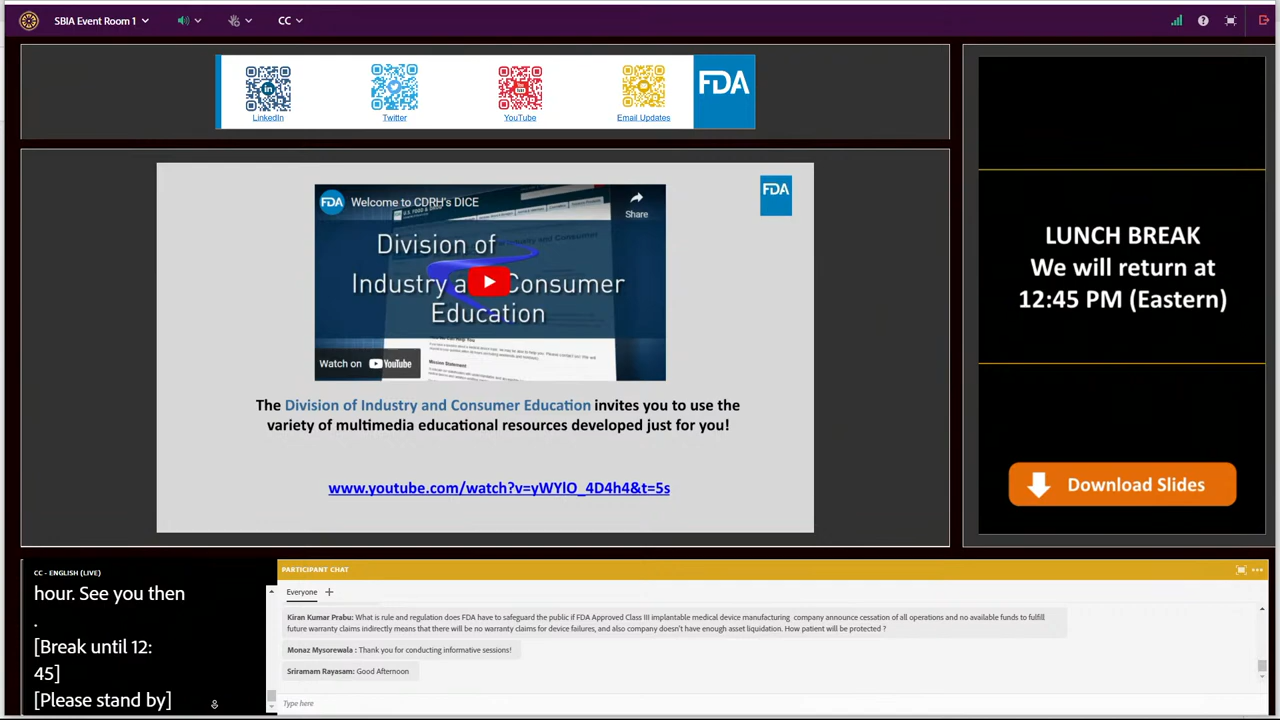 SBIA Event Room 1
CC
LinkedIn
Twitter
YouTube
Email Updates
FDA
FDA
Welcome to CDRH's DICE
Share
Division of
Industry a Consumer
Education
Watch on YouTube
FDA
The Division of Industry and Consumer Education invites you to use the
variety of multimedia educational resources developed just for you!
www.youtube.com/watch?v=yWYlO_4D4h4&t=5s
LUNCH BREAK
We will return at
12:45 PM (Eastern)
Download Slides
CC - ENGLISH (LIVE)
hour. See you then
.
[Break until 12:
45]
[Please stand by]
PARTICIPANT CHAT
Everyone
Kiran Kumar Prabu: What is rule and regulation does FDA have to safeguard the public if FDA Approved Class III implantable medical device manufacturing company announce cessation of all operations and no available funds to fulfill
future warranty claims indirectly means that there will be no warranty claims for device failures, and also company doesn't have enough asset liquidation. How patient will be protected ?
Monaz Mysorewala : Thank you for conducting informative sessions!
Sriramam Rayasam: Good Afternoon
Type here